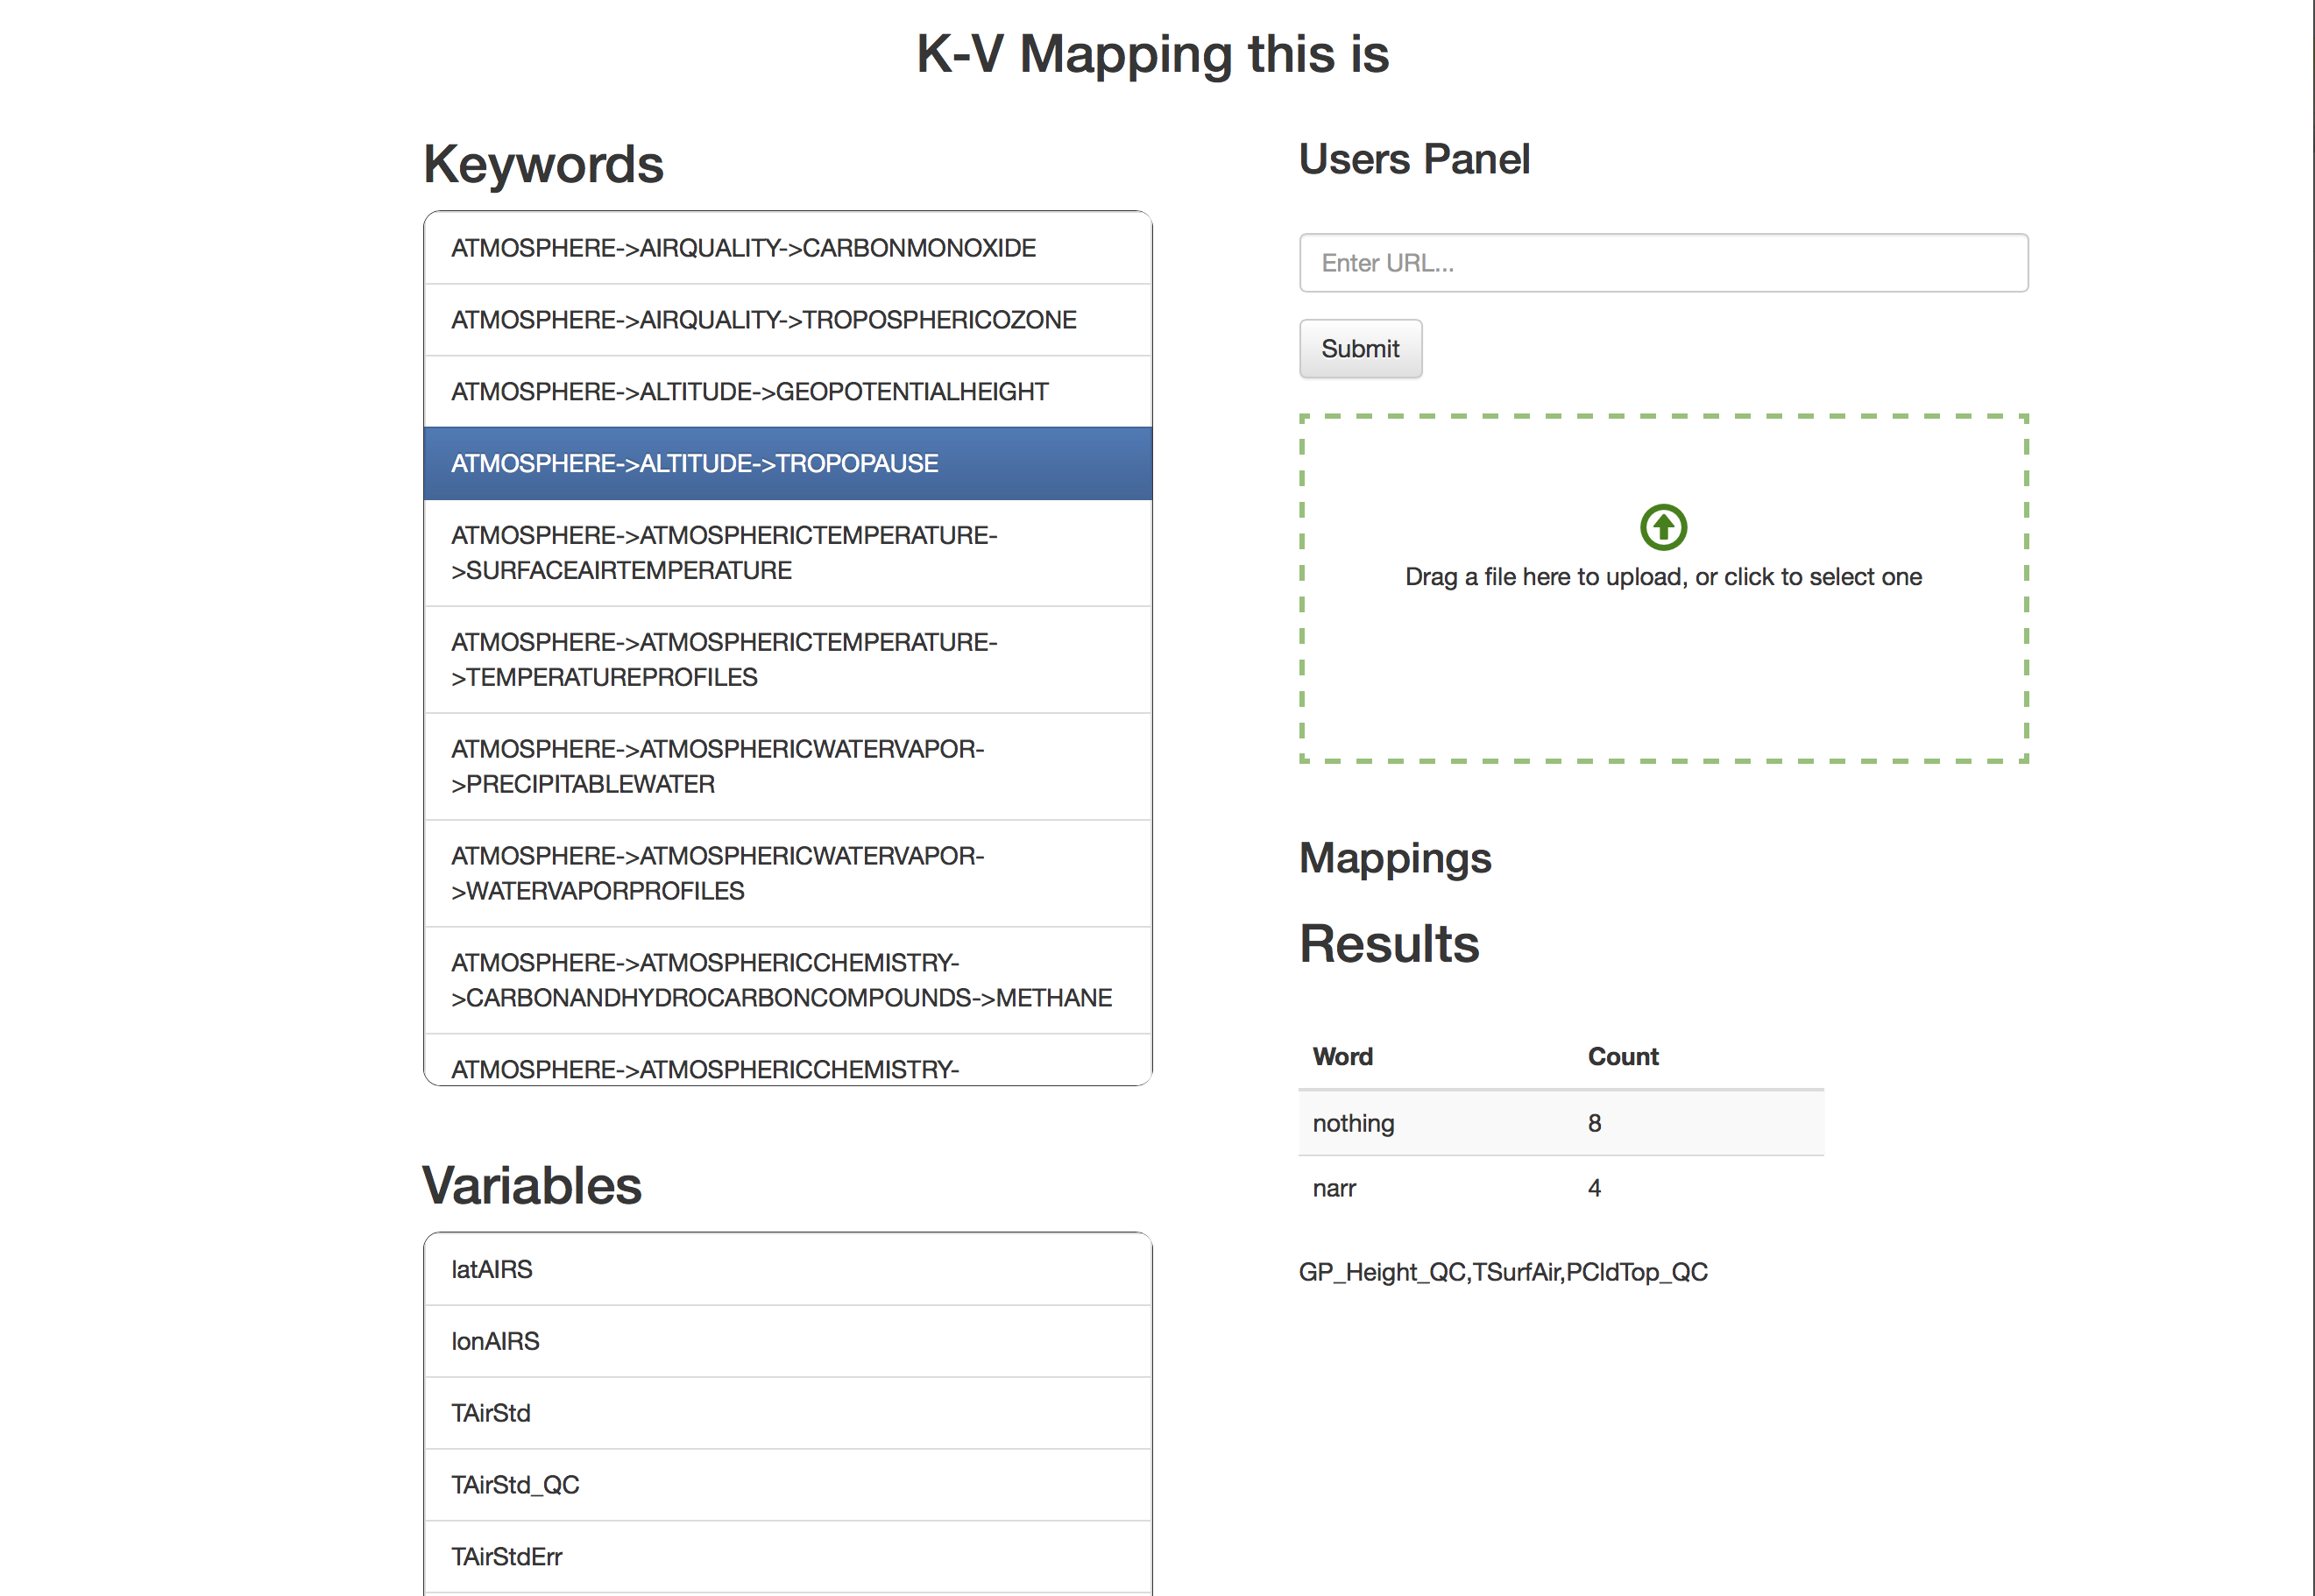 K-V Mapping this is
Keywords
ATMOSPHERE->AIRQUALITY->CARBONMONOXIDE
ATMOSPHERE->AIRQUALITY->TROPOSPHERICOZONE
ATMOSPHERE->ALTITUDE->GEOPOTENTIALHEIGHT
ATMOSPHERE->ALTITUDE->TROPOPAUSE
ATMOSPHERE->ATMOSPHERICTEMPERATURE-
>SURFACEAIRTEMPERATURE
ATMOSPHERE->ATMOSPHERICTEMPERATURE-
>TEMPERATUREPROFILES
ATMOSPHERE->ATMOSPHERICWATERVAPOR-
>PRECIPITABLEWATER
ATMOSPHERE->ATMOSPHERICWATERVAPOR-
>WATERVAPORPROFILES
ATMOSPHERE->ATMOSPHERICCHEMISTRY-
>CARBONANDHYDROCARBONCOMPOUNDS->METHANE
ATMOSPHERE->ATMOSPHERICCHEMISTRY-
Variables
latAIRS
lonAIRS
TAirStd
TAirStd_QC
TAirStdErr
Users Panel
Enter URL...
Submit
Drag a file here to upload, or click to select one
Mappings
Results
Word Count
nothing 8
narr 4
GP_Height_QC,TSurfAir,PCldTop_QC